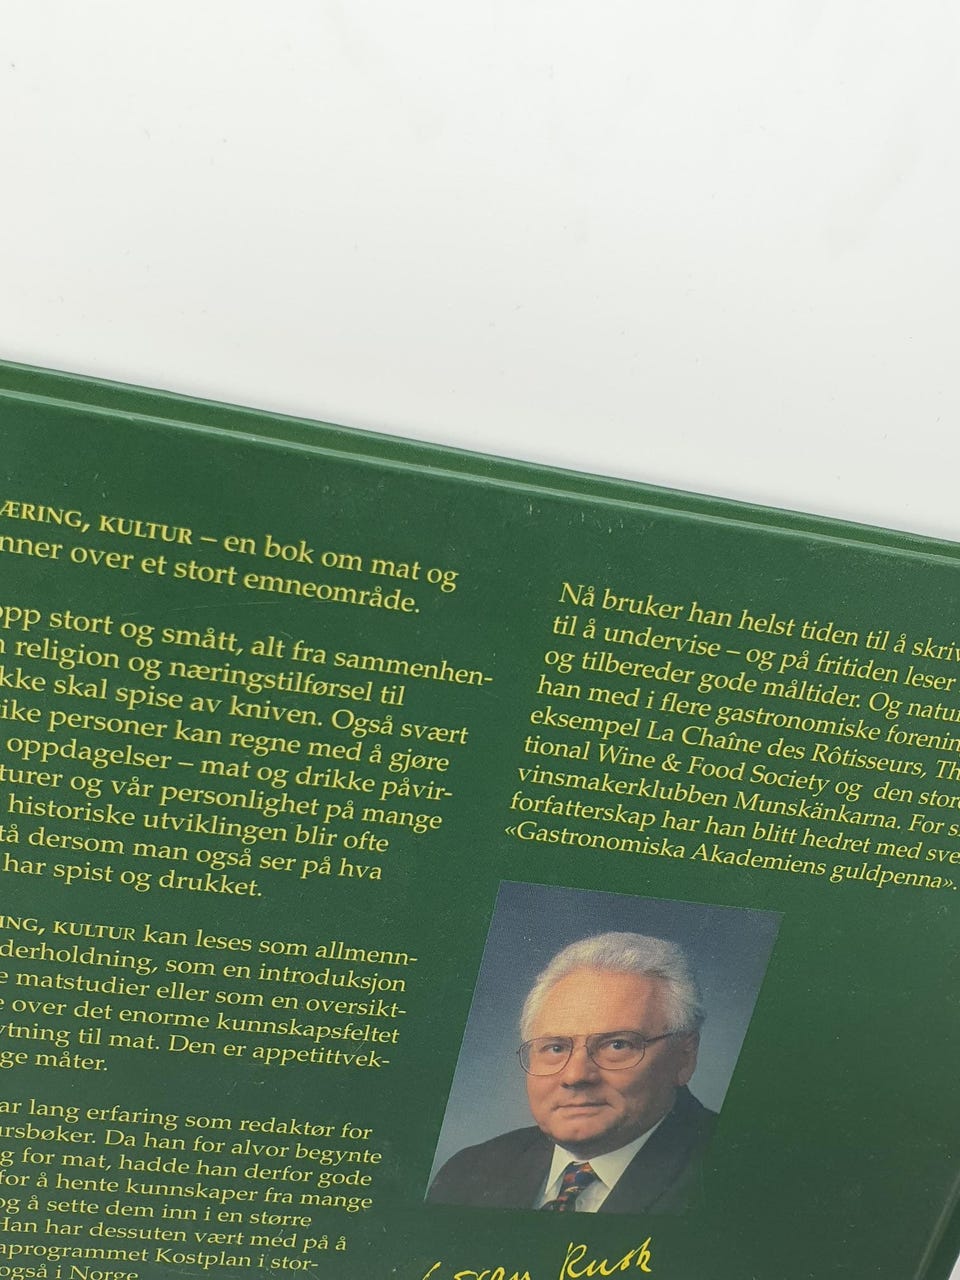 ÆRING, KULTUR – en bok om mat og
nner over et stort emneområde.
opp stort og smått, alt fra sammenhen-
religion og næringstilførsel til
kke skal spise av kniven. Også svært
ike personer kan regne med å gjøre
oppdagelser – mat og drikke påvir-
turer og vår personlighet på mange
historiske utviklingen blir ofte
tå dersom man også ser på hva
har spist og drukket.
ING, KULTUR kan leses som allmenn-
derholdning, som en introduksjon
e matstudier eller som en oversikt-
e over det enorme kunnskapsfeltet
ytning til mat. Den er appetittvek-
ge måter.
ar lang erfaring som redaktør for
ursbøker. Da han for alvor begynte
g for mat, hadde han derfor gode
for å hente kunnskaper fra mange
og å sette dem inn i en større
Han har dessuten vært med på å
aprogrammet Kostplan i stor-
også i Norge.
Nå bruker han helst tiden til å skriv
til å undervise – og på fritiden leser
og tilbereder gode måltider. Og natur
han med i flere gastronomiske forenin
eksempel La Chaîne des Rôtisseurs, Th
tional Wine & Food Society og den store
vinsmakerklubben Munskänkarna. For s
forfatterskap har han blitt hedret med sve
«Gastronomiska Akademiens guldpenna».